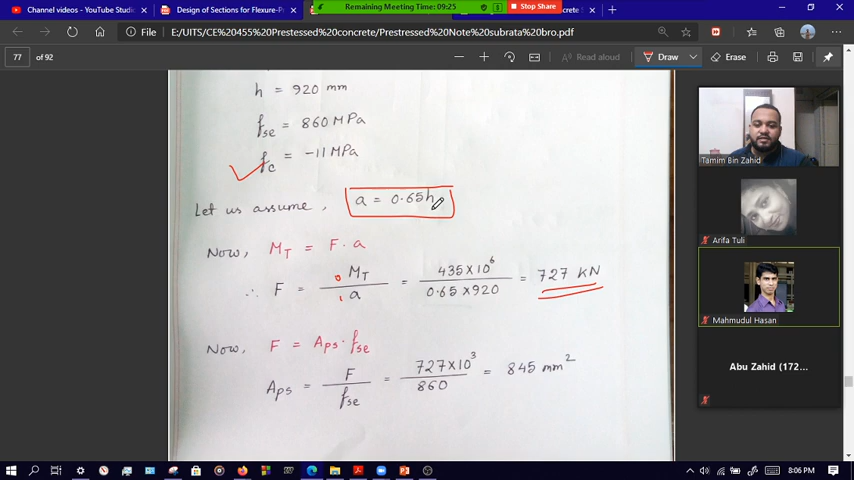 Channel videos - YouTube Studio
Design of Sections for Flexure-Pr
Remaining Meeting Time: 09:25
Stop Share
File
E:/UITS/CE%20455%20Prestessed%20concrete/Prestressed%20Note%20subrata%20bro.pdf
77 of 92
Read aloud
Draw
Erase
h = 920 mm
fse = 860 MPa
fc = -11 MPa
Let us assume, a = 0.65h
Now, MT = F. a
∴ F = MT / a = 435×10^6 / 0.65×920 = 727 KN
Now, F = Aps. fse
Aps = F / fse = 727×10^3 / 860 = 845 mm^2
Tamim Bin Zahid
Arifa Tuli
Mahmudul Hasan
Abu Zahid (172...
8:06 PM